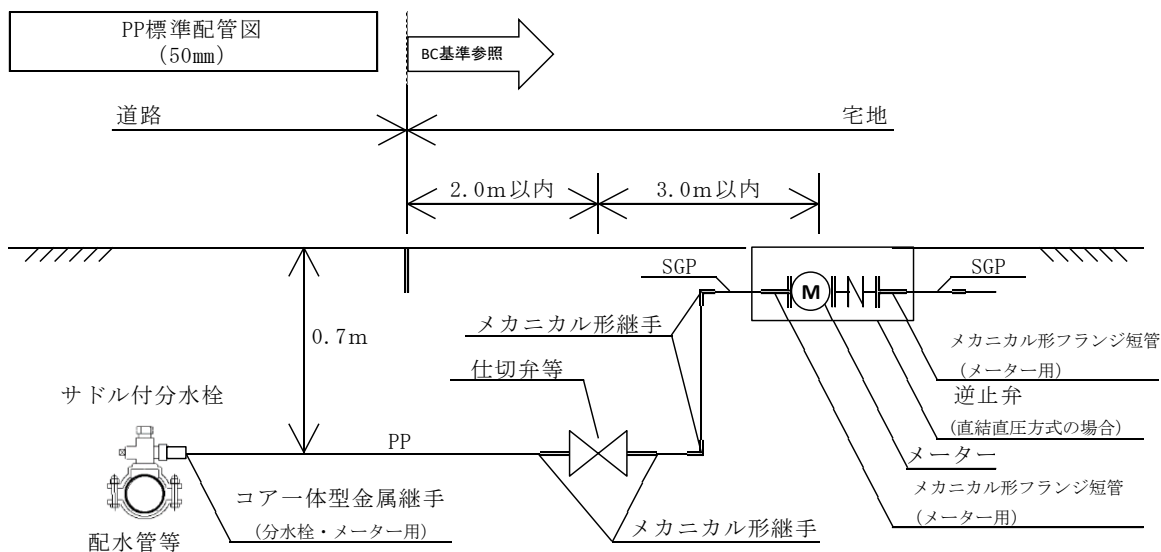 PP標準配管図
(50mm)
BC基準参照
道路
宅地
2.0m以内
3.0m以内
SGP
SGP
M
メカニカル形継手
0.7m
メカニカル形フランジ短管
(メーター用)
仕切弁等
サドル付分水栓
逆止弁
(直結直圧方式の場合)
PP
メーター
コア一体型金属継手
(分水栓・メーター用)
メカニカル形フランジ短管
(メーター用)
メカニカル形継手
配水管等